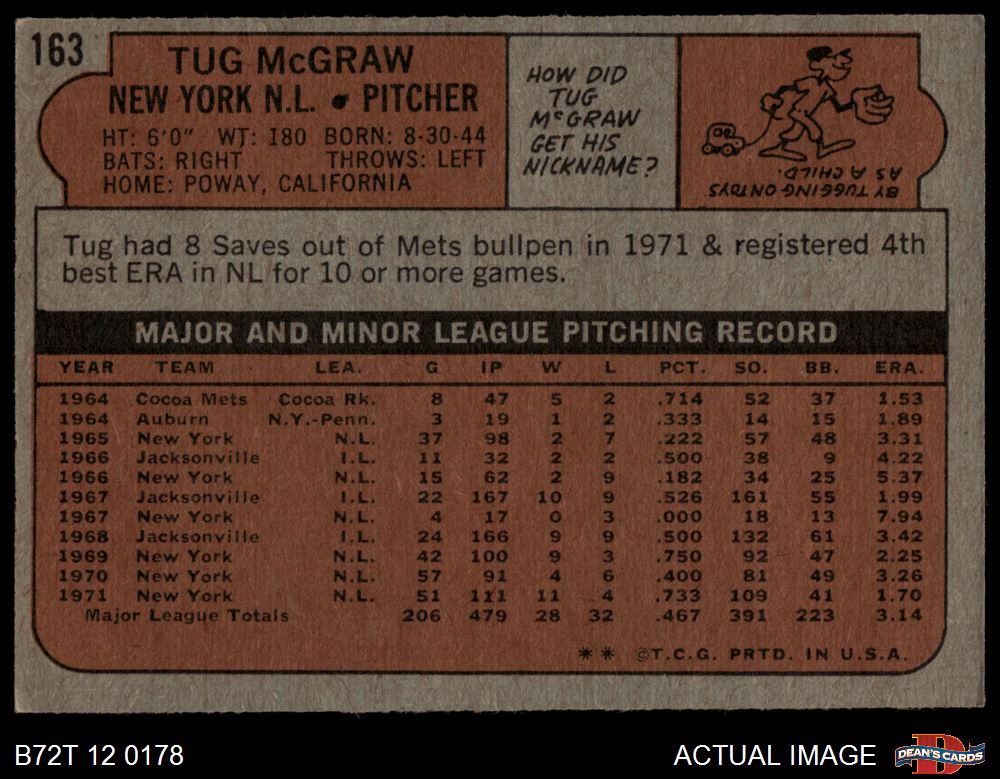 163
TUG McGRAW
NEW YORK N.L. • PITCHER
HT: 6'0" WT: 180 BORN: 8-30-44
BATS: RIGHT THROWS: LEFT
HOME: POWAY, CALIFORNIA
HOW DID
TUG
McGRAW
GET HIS
NICKNAME?
BY TUGGING ON TOYS
AS A CHILD.
Tug had 8 Saves out of Mets bullpen in 1971 & registered 4th
best ERA in NL for 10 or more games.
MAJOR AND MINOR LEAGUE PITCHING RECORD
YEAR TEAM LEA. G IP W L PCT. SO. BB. ERA.
1964 Cocoa Mets Cocoa Rk. 8 47 5 2 .714 52 37 1.53
1964 Auburn N.Y.-Penn. 3 19 1 2 .333 14 15 1.89
1965 New York N.L. 37 98 2 7 .222 57 48 3.31
1966 Jacksonville I.L. 11 32 2 2 .500 38 9 4.22
1966 New York N.L. 15 62 2 9 .182 34 25 5.37
1967 Jacksonville I.L. 22 167 10 9 .526 161 55 1.99
1967 New York N.L. 4 17 0 3 .000 18 13 7.94
1968 Jacksonville I.L. 24 166 9 9 .500 132 61 3.42
1969 New York N.L. 42 100 9 3 .750 92 47 2.25
1970 New York N.L. 57 91 4 6 .400 81 49 3.26
1971 New York N.L. 51 111 11 4 .733 109 41 1.70
Major League Totals 206 479 28 32 .467 391 223 3.14
** ©T.C.G. PRTD. IN U.S.A.
B72T 12 0178
ACTUAL IMAGE
DEAN'S CARDS